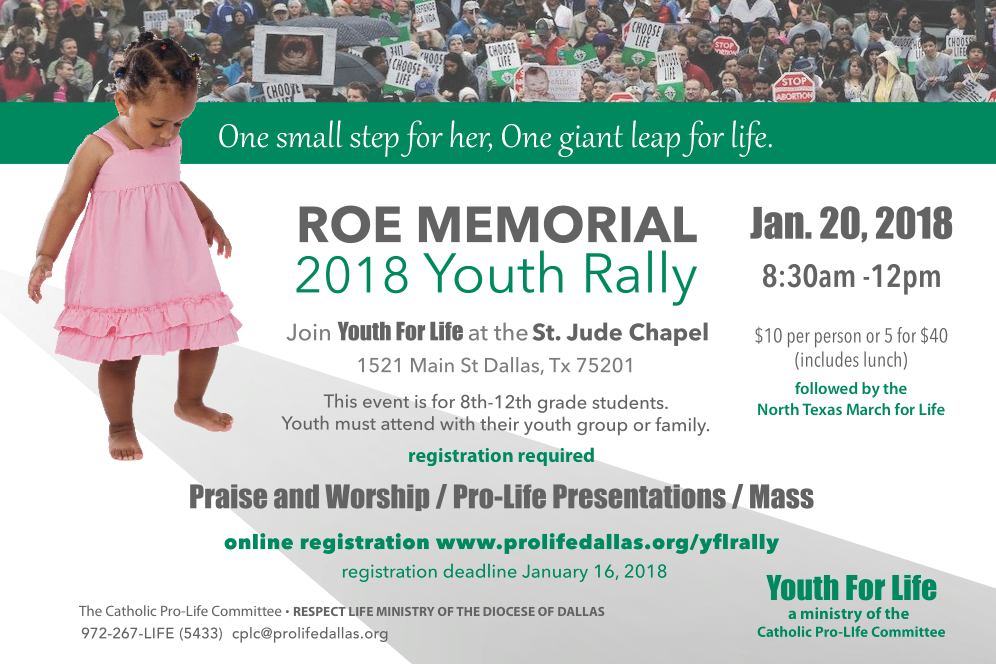 CHOOSE LIFE
DEFENDE LA VIDA
CHOOSE LIFE
CHOOSE LIFE
CHOOSE LIFE
STOP ABORTION
CHOOSE
One small step for her, One giant leap for life.
ROE MEMORIAL
2018 Youth Rally
Jan. 20, 2018
8:30am -12pm
Join Youth For Life at the St. Jude Chapel
1521 Main St Dallas, Tx 75201
$10 per person or 5 for $40
(includes lunch)
followed by the
North Texas March for Life
This event is for 8th-12th grade students.
Youth must attend with their youth group or family.
registration required
Praise and Worship / Pro-Life Presentations / Mass
online registration www.prolifedallas.org/yflrally
registration deadline January 16, 2018
The Catholic Pro-Life Committee • RESPECT LIFE MINISTRY OF THE DIOCESE OF DALLAS
972-267-LIFE (5433) cplc@prolifedallas.org
Youth For Life
a ministry of the
Catholic Pro-LIfe Committee